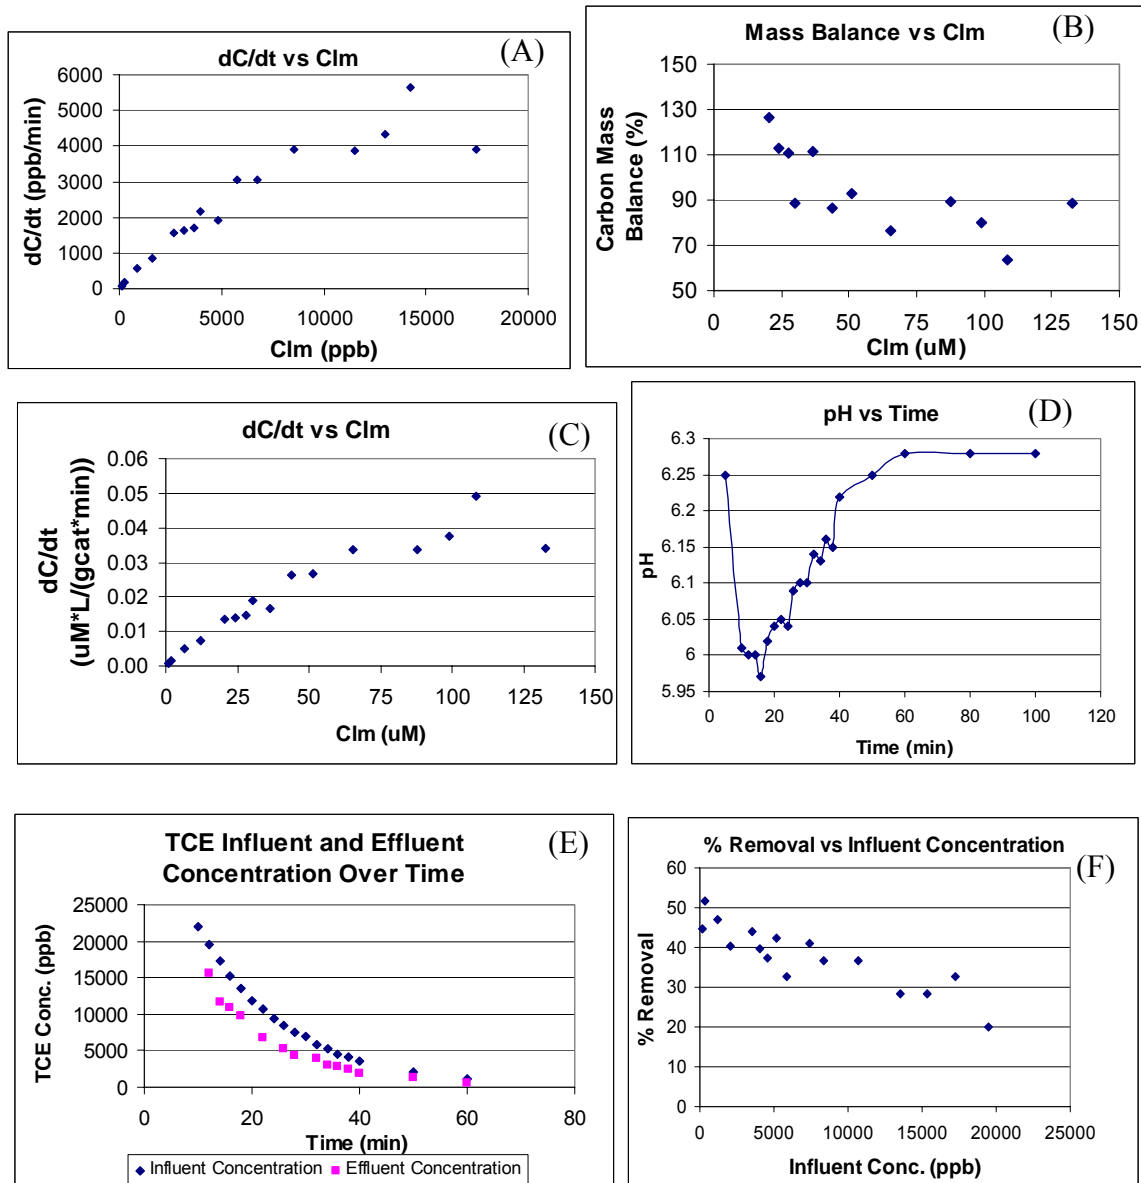 dC/dt vs Clm
(A)
dC/dt (ppb/min)
6000
5000
4000
3000
2000
1000
0
0 5000 10000 15000 20000
Clm (ppb)
Mass Balance vs Clm
(B)
Carbon Mass
Balance (%)
150
130
110
90
70
50
0 25 50 75 100 125 150
Clm (uM)
dC/dt vs Clm
(C)
dC/dt
(uM*L/(gcat*min))
0.06
0.05
0.04
0.03
0.02
0.01
0.00
0 25 50 75 100 125 150
Clm (uM)
pH vs Time
(D)
pH
6.3
6.25
6.2
6.15
6.1
6.05
6
5.95
0 20 40 60 80 100 120
Time (min)
TCE Influent and Effluent
Concentration Over Time
(E)
TCE Conc. (ppb)
25000
20000
15000
10000
5000
0
0 20 40 60 80
Time (min)
Influent Concentration Effluent Concentration
% Removal vs Influent Concentration
(F)
% Removal
60
50
40
30
20
10
0
0 5000 10000 15000 20000 25000
Influent Conc. (ppb)